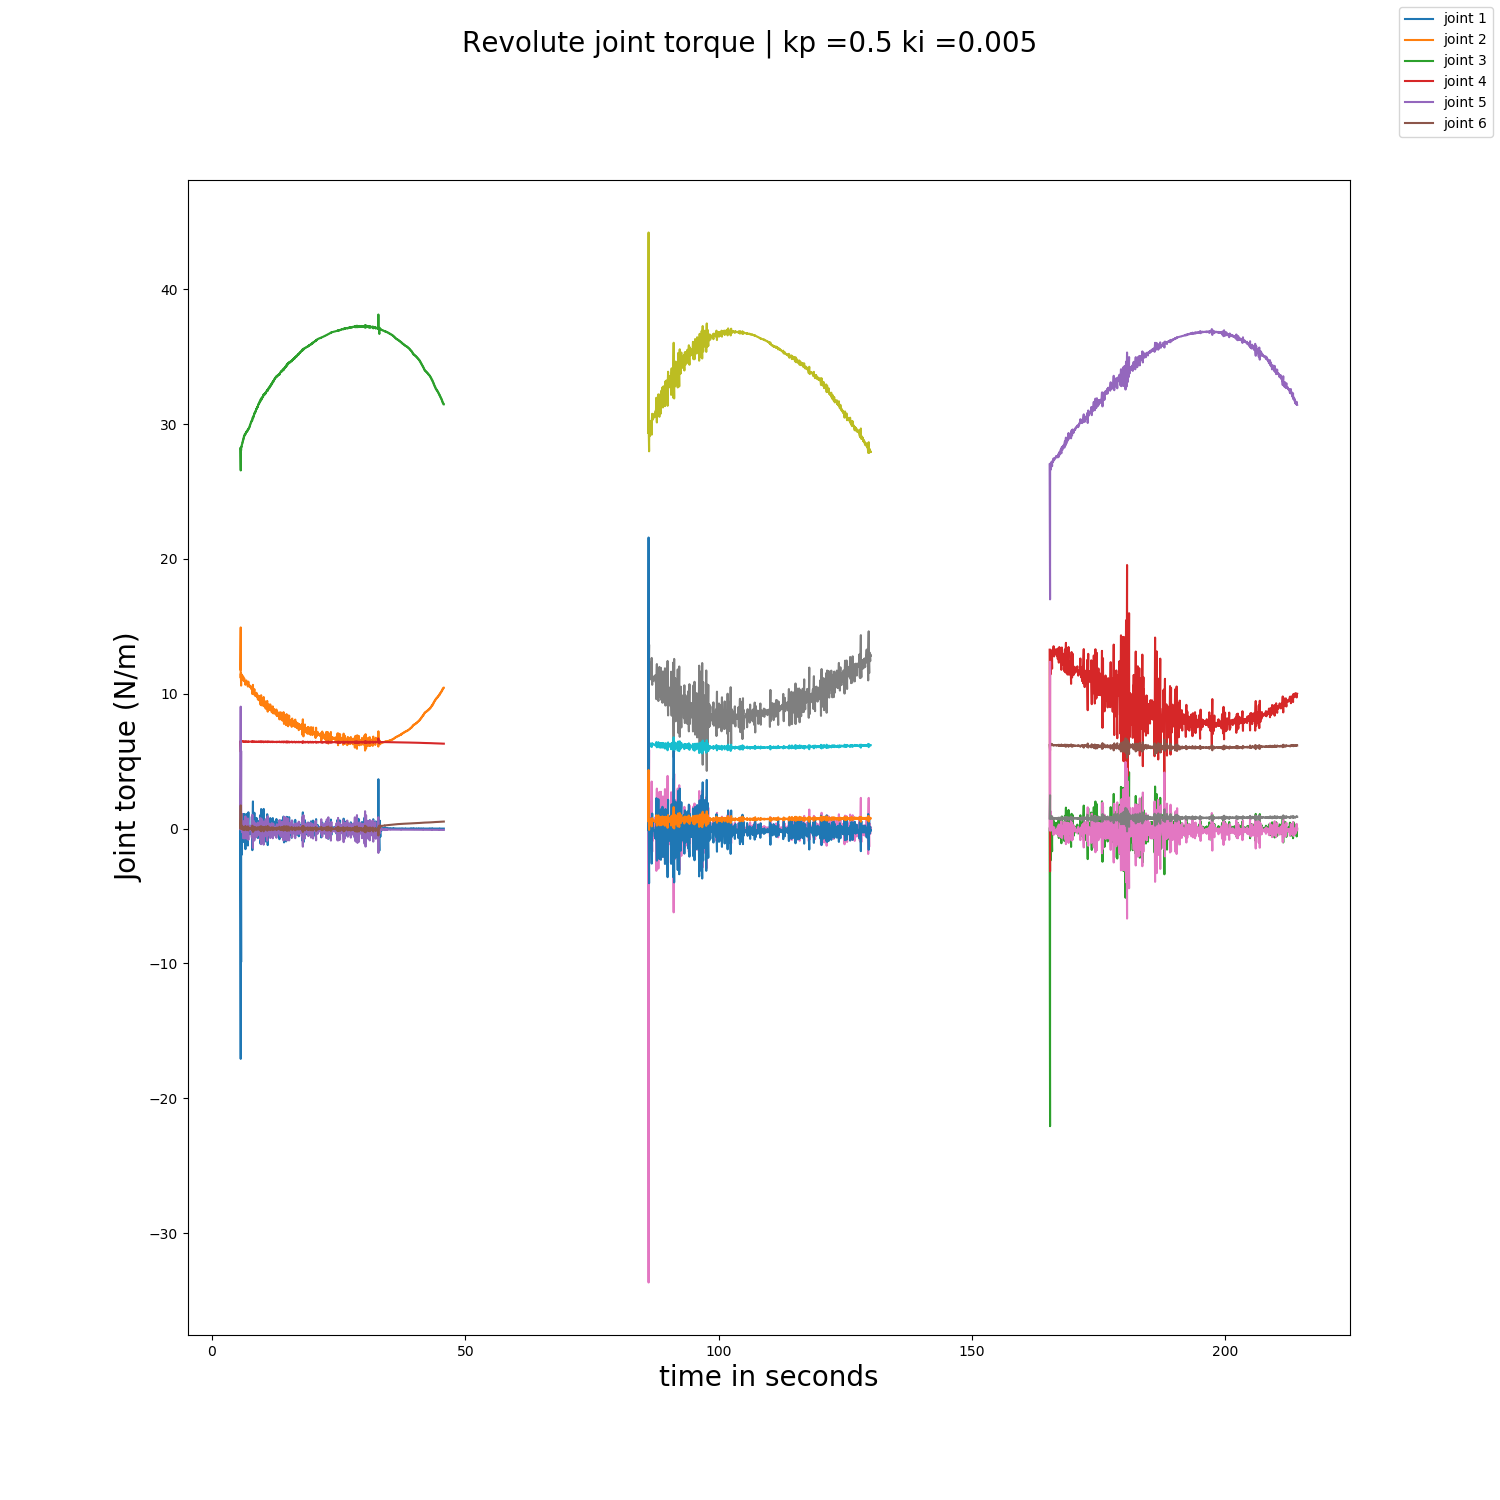 Revolute joint torque | kp =0.5 ki =0.005
joint 1
joint 2
joint 3
joint 4
joint 5
joint 6
Joint torque (N/m)
40
30
20
10
0
−10
−20
−30
0
50
100
150
200
time in seconds